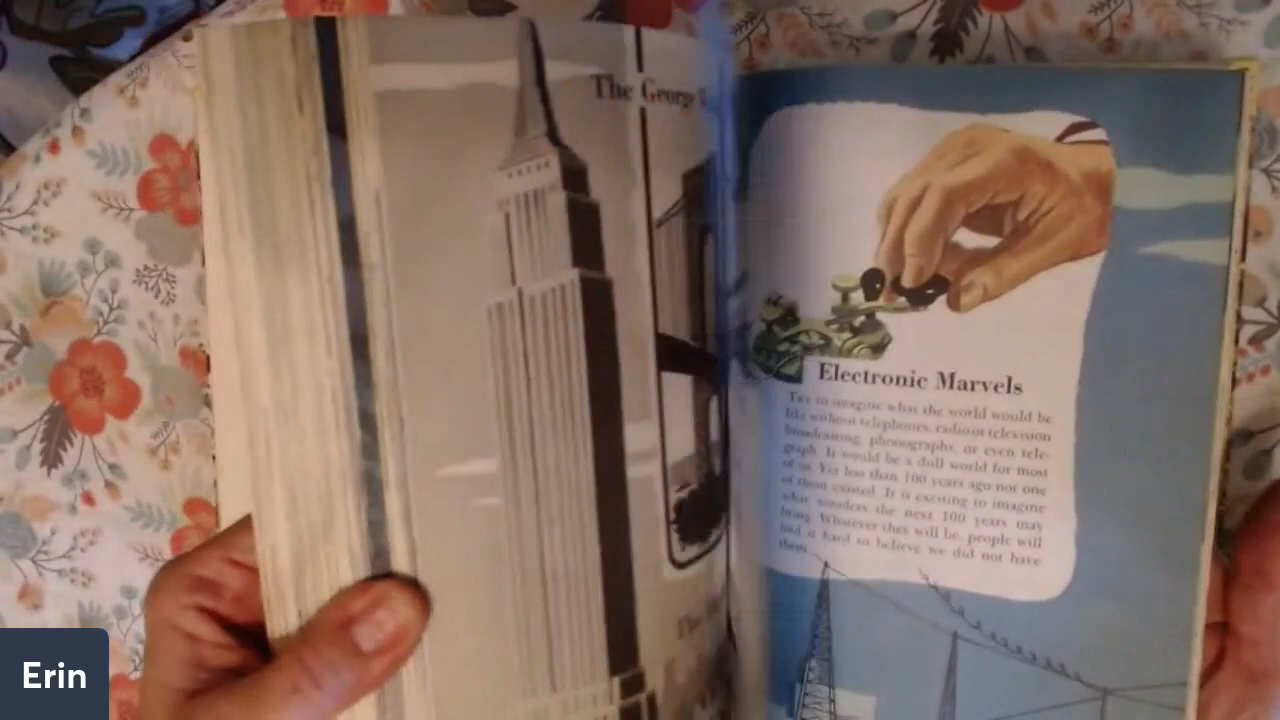 The George
Electronic Marvels
Try to imagine what the world would be
like without telephones, radio or television
broadcasting, phonographs, or even tele-
graph. It would be a dull world for most
of us. Yet less than 100 years ago not one
of them existed. It is exciting to imagine
what wonders the next 100 years may
bring. Whatever they will be, people will
find it hard to believe we did not have
them.
Erin